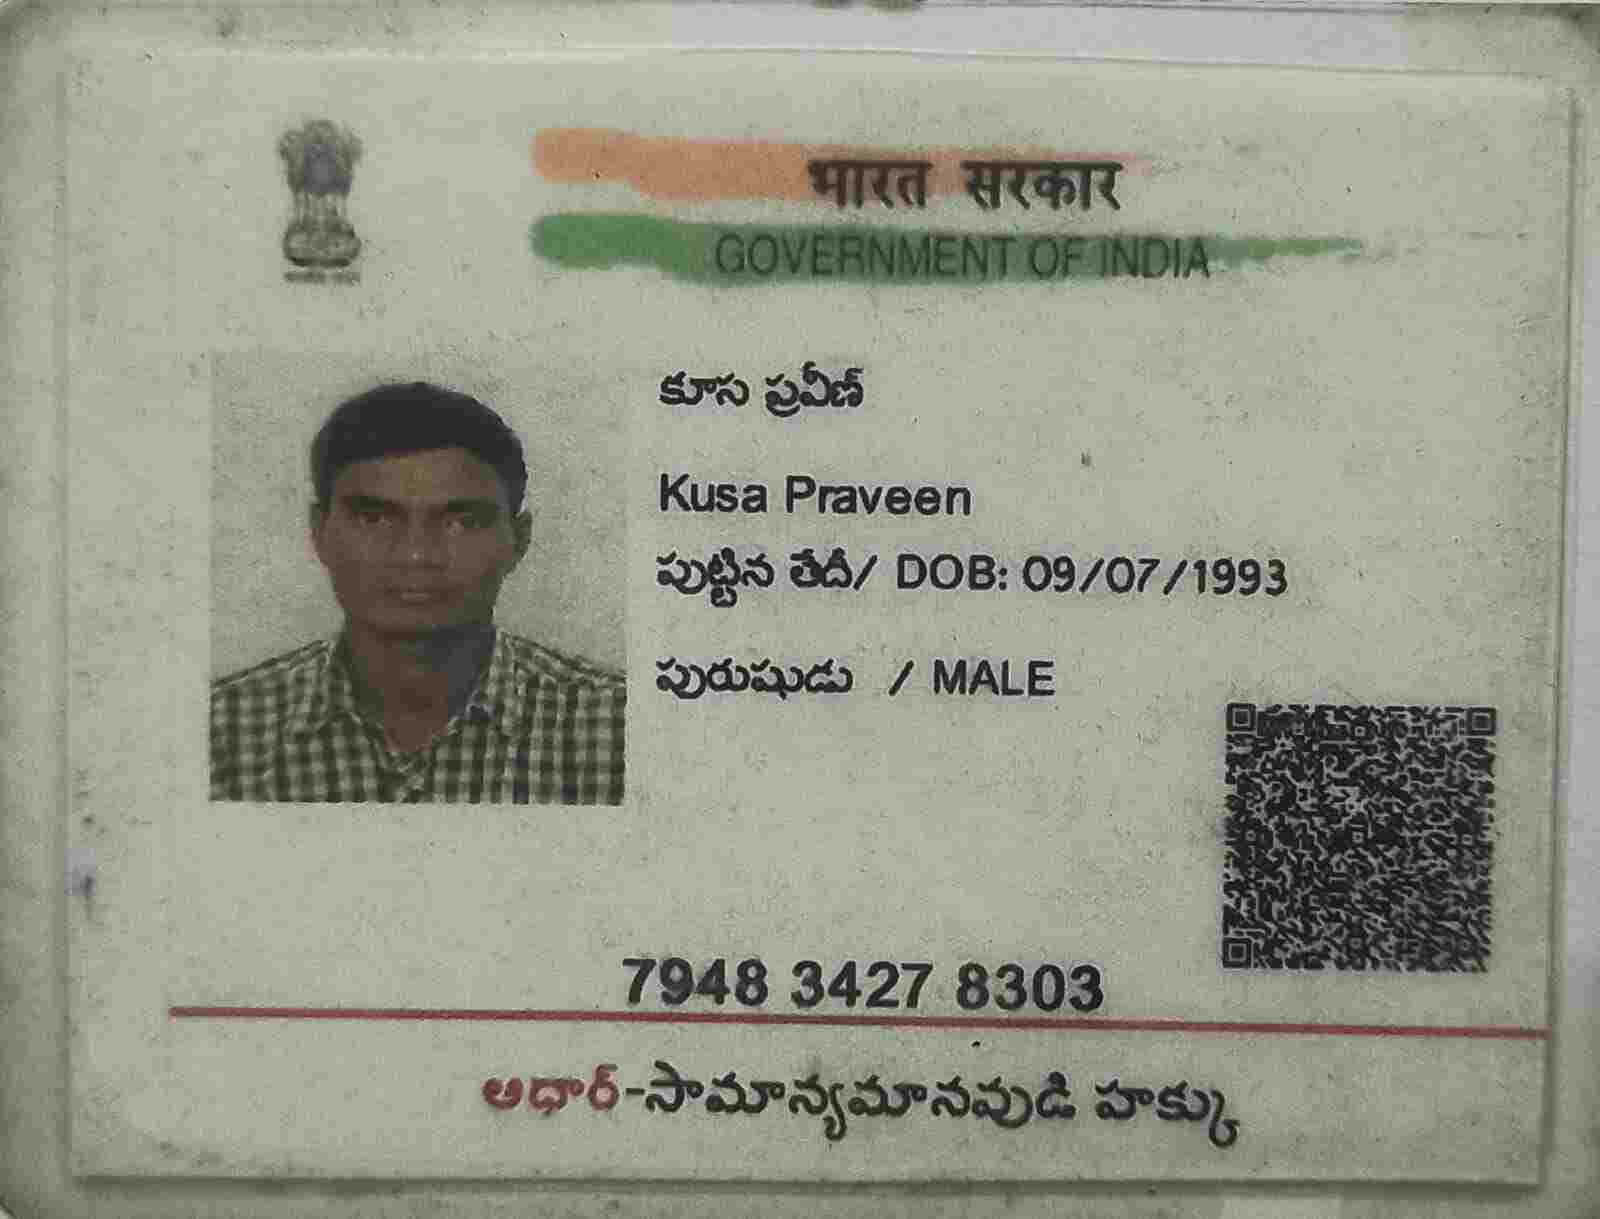 भारत सरकार
GOVERNMENT OF INDIA
కూస ప్రవీణ్
Kusa Praveen
పుట్టిన తేదీ/ DOB: 09/07/1993
పురుషుడు / MALE
7948 3427 8303
ఆధార్-సామాన్యమానవుడి హక్కు